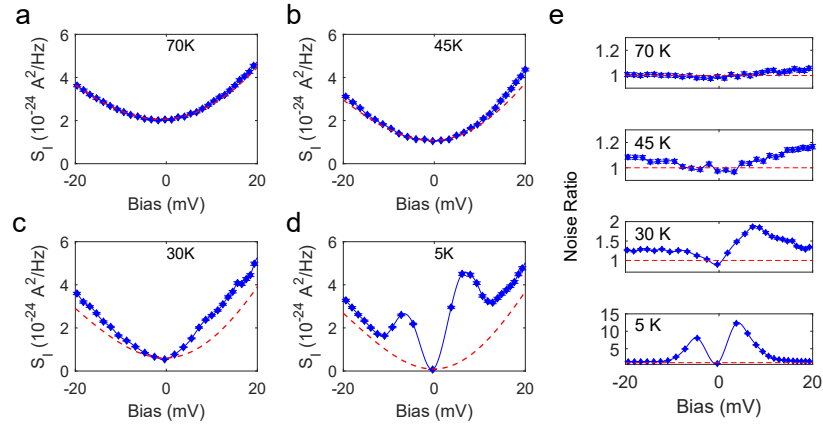 a
70K
S_I (10^-24 A^2/Hz)
6
4
2
0
-20
0
20
Bias (mV)
b
45K
S_I (10^-24 A^2/Hz)
6
4
2
0
-20
0
20
Bias (mV)
c
30K
S_I (10^-24 A^2/Hz)
6
4
2
0
-20
0
20
Bias (mV)
d
5K
S_I (10^-24 A^2/Hz)
6
4
2
0
-20
0
20
Bias (mV)
e
Noise Ratio
70 K
1.2
1
45 K
1.2
1
30 K
2
1.5
1
5 K
15
10
5
-20
0
20
Bias (mV)